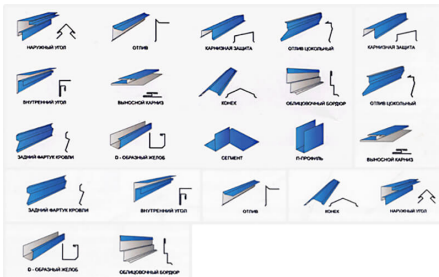 НАРУЖНЫЙ УГОЛ
ОТЛИВ
КАРНИЗНАЯ ЗАЩИТА
ОТЛИВ ЦОКОЛЬНЫЙ
КАРНИЗНАЯ ЗАЩИТА
ВНУТРЕННИЙ УГОЛ
ВЫНОСНОЙ КАРНИЗ
КОНЕК
ОБЛИЦОВОЧНЫЙ БОРДЮР
ОТЛИВ ЦОКОЛЬНЫЙ
ЗАДНИЙ ФАРТУК КРОВЛИ
D - ОБРАЗНЫЙ ЖЕЛОБ
СЕГМЕНТ
П-ПРОФИЛЬ
ВЫНОСНОЙ КАРНИЗ
ЗАДНИЙ ФАРТУК КРОВЛИ
ВНУТРЕННИЙ УГОЛ
ОТЛИВ
КОНЕК
НАРУЖНЫЙ УГОЛ
D - ОБРАЗНЫЙ ЖЕЛОБ
ОБЛИЦОВОЧНЫЙ БОРДЮР